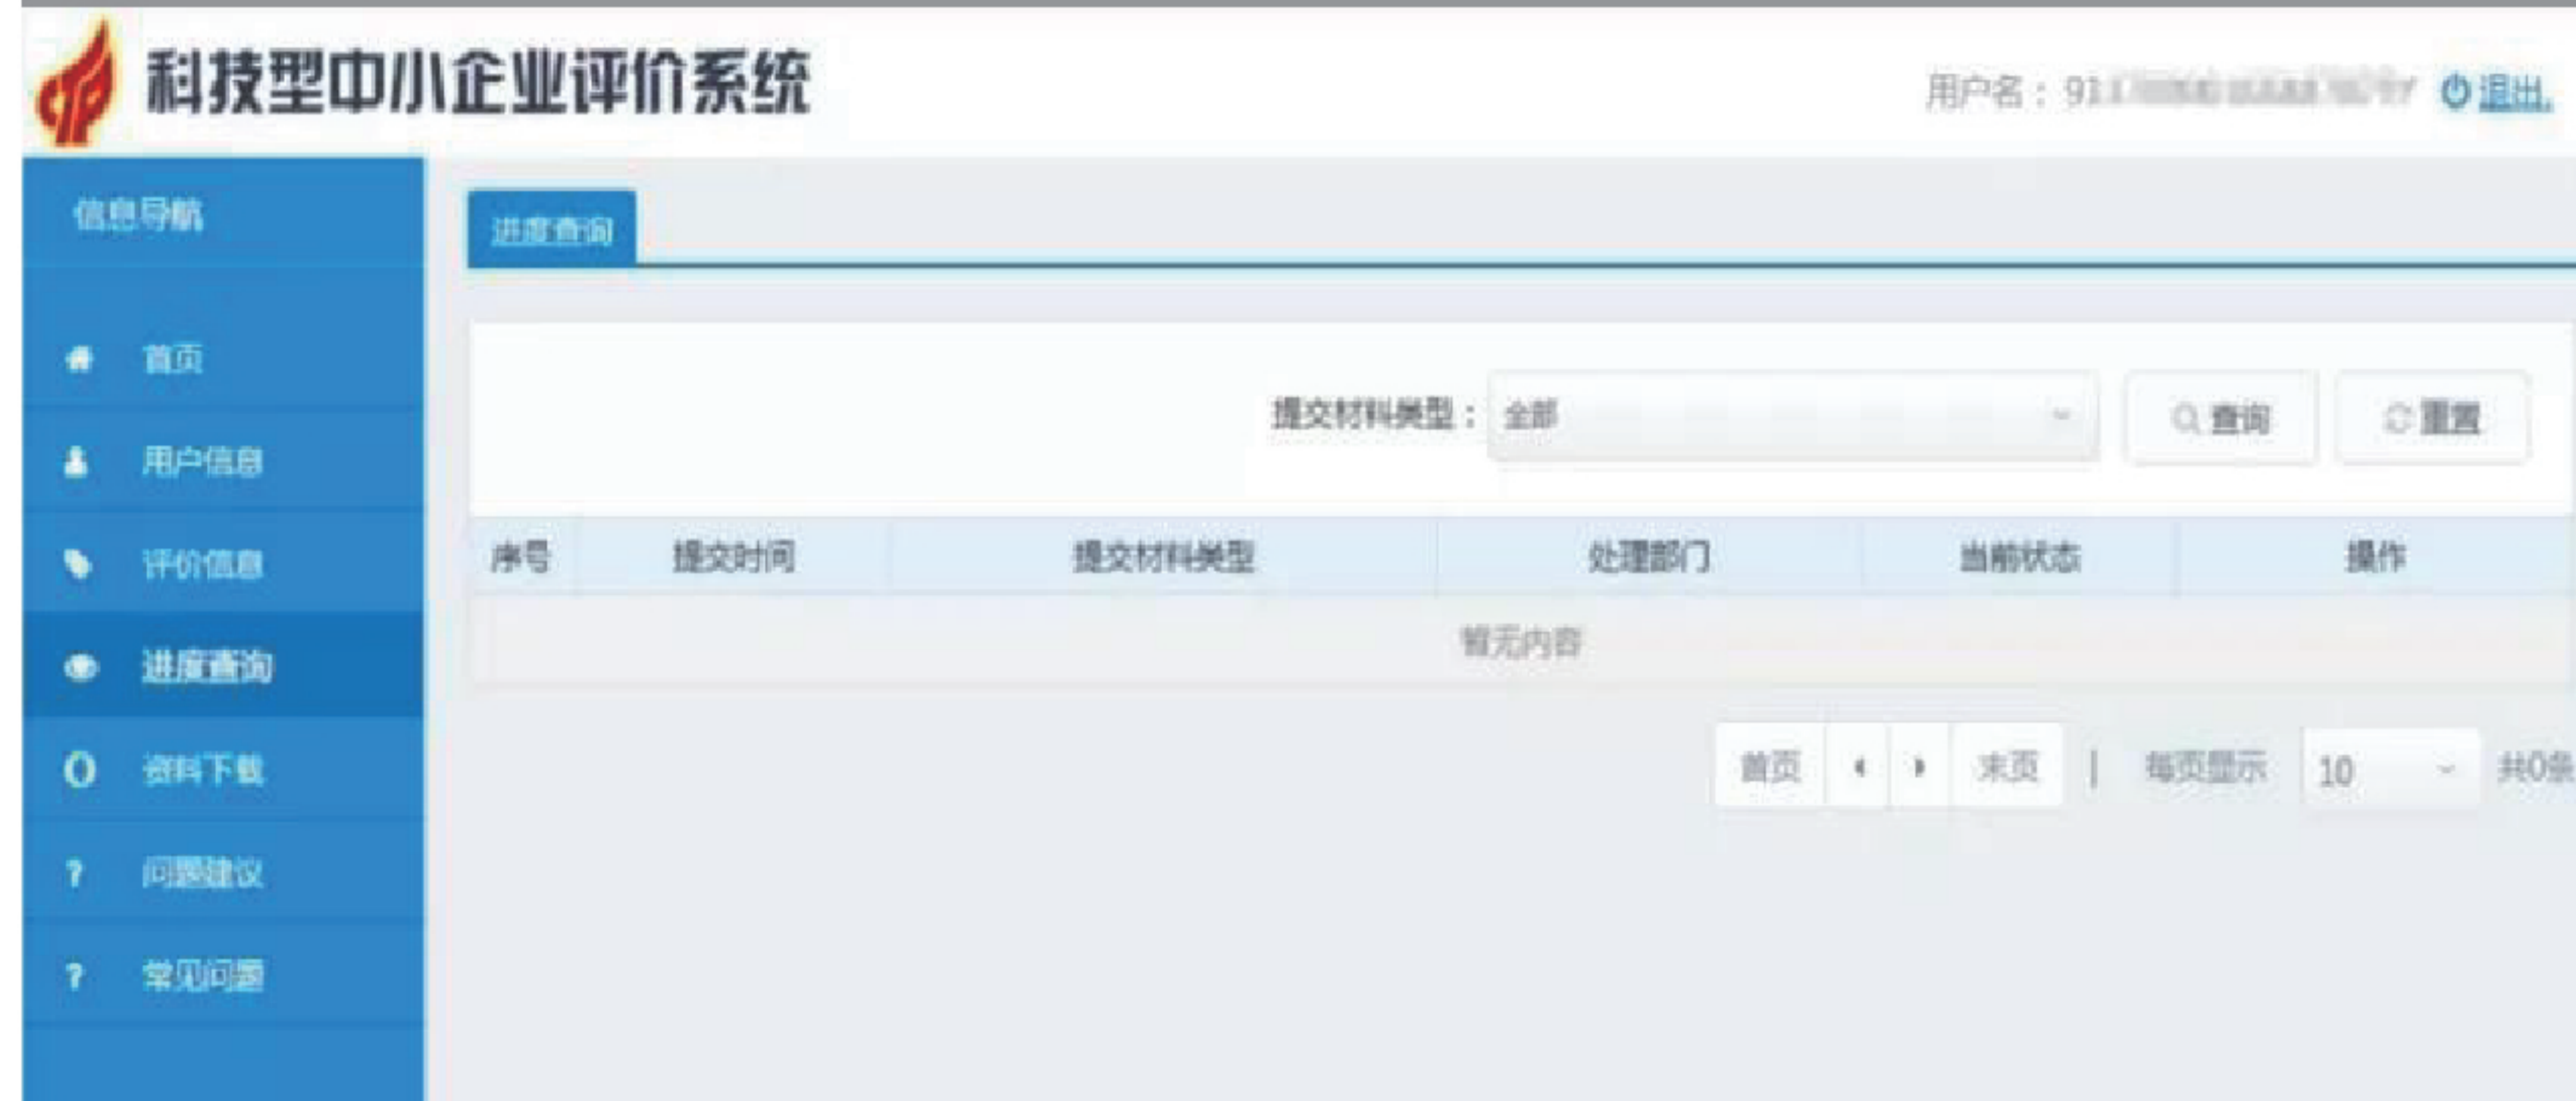 科技型中小企业评价系统
用户名：91 退出
信息导航
进度查询
首页
提交材料类型： 全部 查询 重置
用户信息
序号 提交时间 提交材料类型 处理部门 当前状态 操作
评价信息
暂无内容
进度查询
首页 末页 | 每页显示 10 共0条
资料下载
? 问题建议
? 常见问题